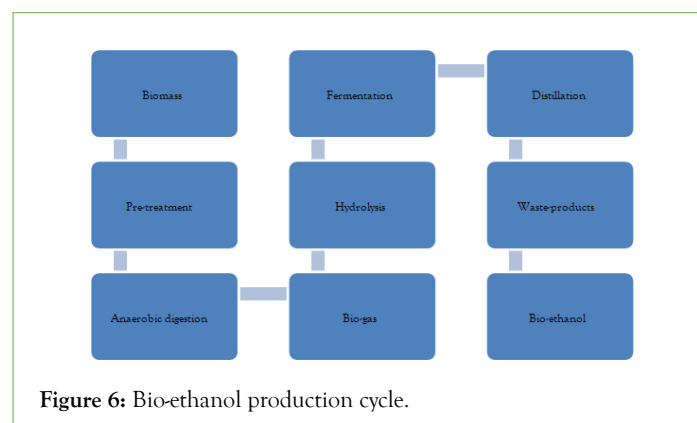 Biomass
Fermentation
Distillation
Pre-treatment
Hydrolysis
Waste-products
Anaerobic digestion
Bio-gas
Bio-ethanol
Figure 6: Bio-ethanol production cycle.